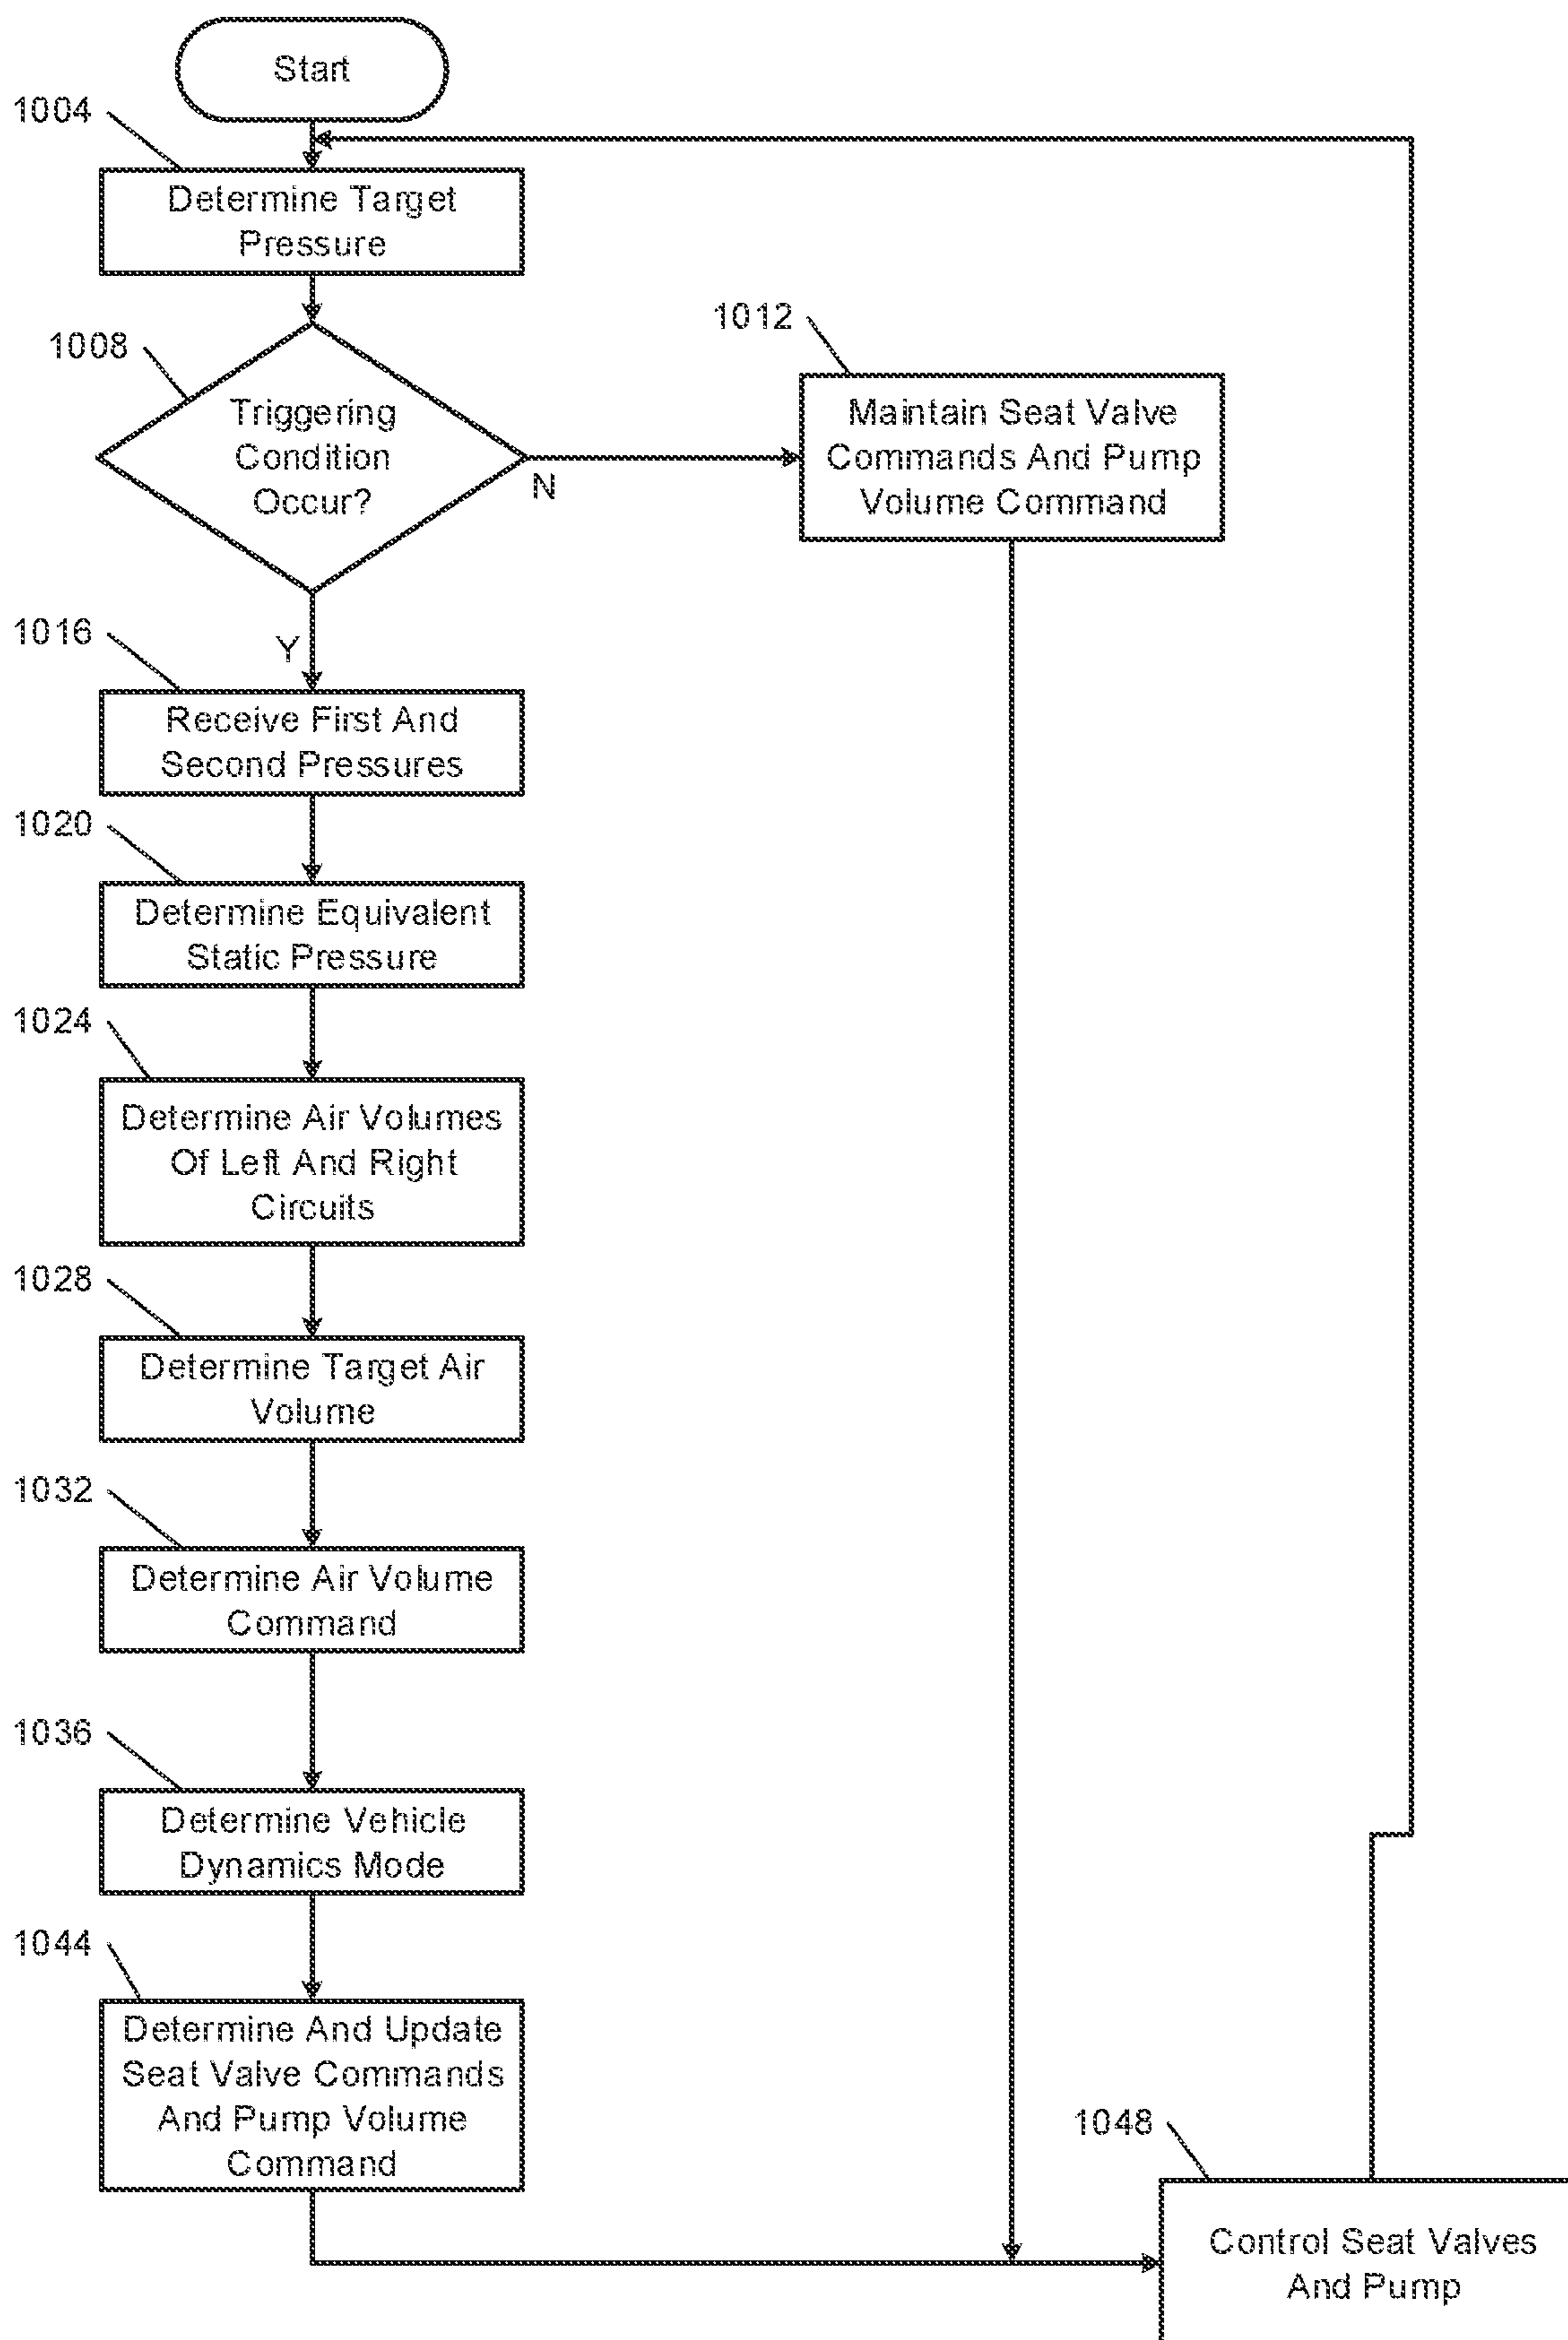 Start
1004
Determine Target
Pressure
1008
Triggering
Condition
Occur?
N
1012
Maintain Seat Valve
Commands And Pump
Volume Command
Y
1016
Receive First And
Second Pressures
1020
Determine Equivalent
Static Pressure
1024
Determine Air Volumes
Of Left And Right
Circuits
1028
Determine Target Air
Volume
1032
Determine Air Volume
Command
1036
Determine Vehicle
Dynamics Mode
1044
Determine And Update
Seat Valve Commands
And Pump Volume
Command
1048
Control Seat Valves
And Pump